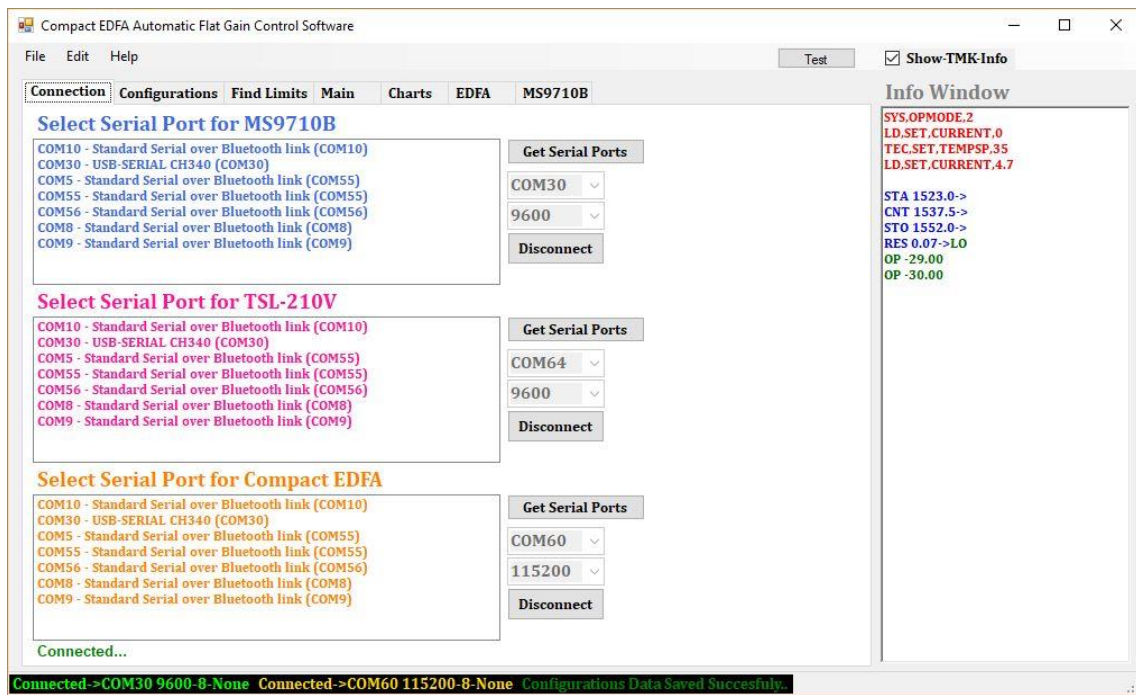 Compact EDFA Automatic Flat Gain Control Software
File Edit Help
Test
Show-TMK-Info
Connection Configurations Find Limits Main Charts EDFA MS9710B
Select Serial Port for MS9710B
COM10 - Standard Serial over Bluetooth link (COM10)
COM30 - USB-SERIAL CH340 (COM30)
COM5 - Standard Serial over Bluetooth link (COM55)
COM55 - Standard Serial over Bluetooth link (COM55)
COM56 - Standard Serial over Bluetooth link (COM56)
COM8 - Standard Serial over Bluetooth link (COM8)
COM9 - Standard Serial over Bluetooth link (COM9)
Get Serial Ports
COM30
9600
Disconnect
Select Serial Port for TSL-210V
COM10 - Standard Serial over Bluetooth link (COM10)
COM30 - USB-SERIAL CH340 (COM30)
COM5 - Standard Serial over Bluetooth link (COM55)
COM55 - Standard Serial over Bluetooth link (COM55)
COM56 - Standard Serial over Bluetooth link (COM56)
COM8 - Standard Serial over Bluetooth link (COM8)
COM9 - Standard Serial over Bluetooth link (COM9)
Get Serial Ports
COM64
9600
Disconnect
Select Serial Port for Compact EDFA
COM10 - Standard Serial over Bluetooth link (COM10)
COM30 - USB-SERIAL CH340 (COM30)
COM5 - Standard Serial over Bluetooth link (COM55)
COM55 - Standard Serial over Bluetooth link (COM55)
COM56 - Standard Serial over Bluetooth link (COM56)
COM8 - Standard Serial over Bluetooth link (COM8)
COM9 - Standard Serial over Bluetooth link (COM9)
Get Serial Ports
COM60
115200
Disconnect
Connected...
Info Window
SYS,OPMODE,2
LD,SET,CURRENT,0
TEC,SET,TEMPSP,35
LD,SET,CURRENT,4.7
STA 1523.0->
CNT 1537.5->
STO 1552.0->
RES 0.07->LO
OP -29.00
OP -30.00
Connected->COM30 9600-8-None Connected->COM60 115200-8-None Configurations Data Saved Succesfuly..